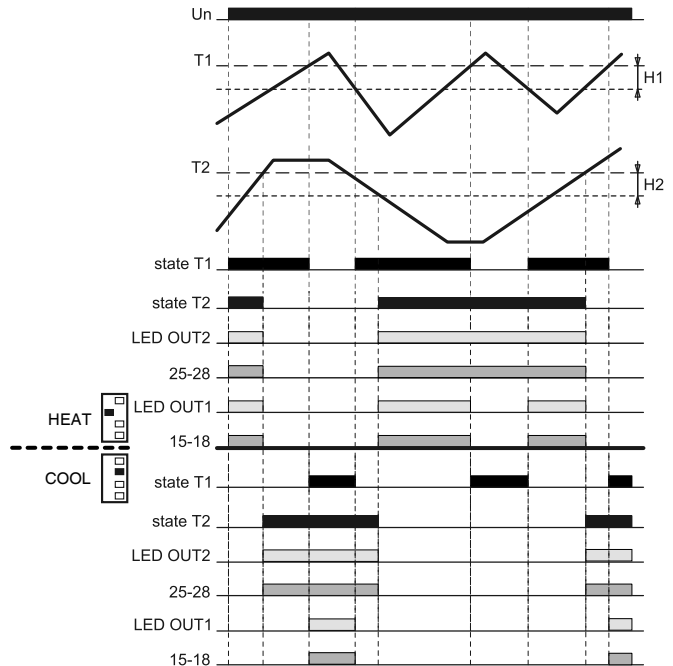 Un
T1
H1
T2
H2
state T1
state T2
LED OUT2
25-28
HEAT
LED OUT1
15-18
COOL
state T1
state T2
LED OUT2
25-28
LED OUT1
15-18